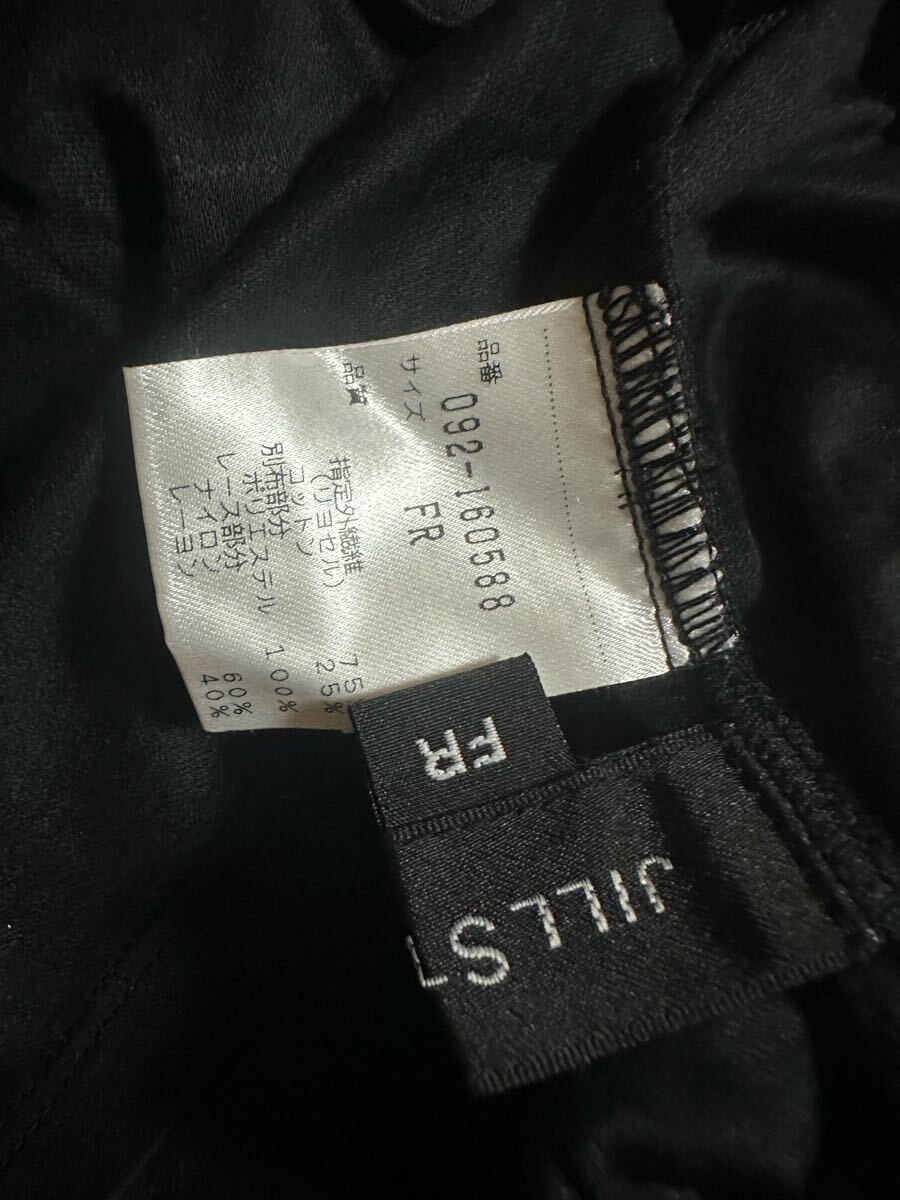 品番 092-160588
サイズ FR
品質
指定外繊維
(リヨセル) 75
コットン 25%
別布部分
ポリエステル 100%
レース部分
ナイロン 60%
レーヨン 40%
FR
JILLS